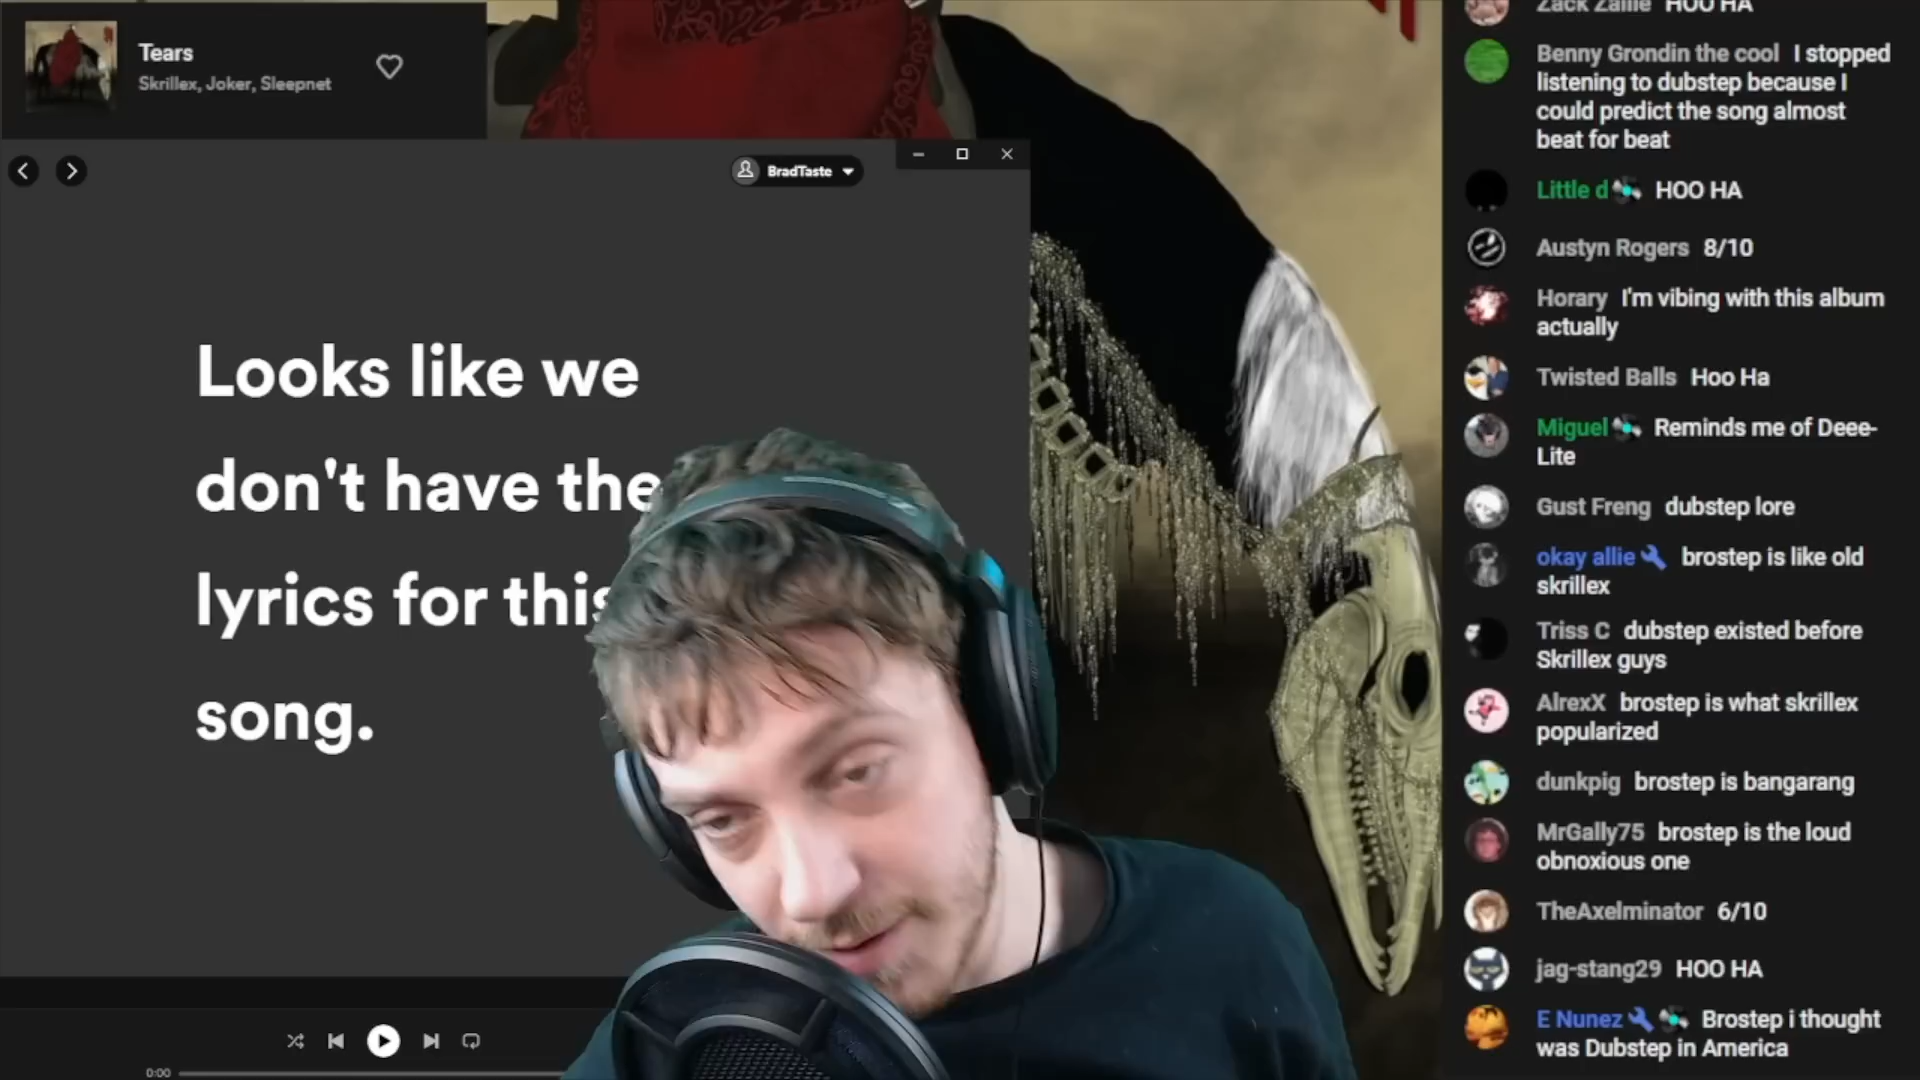 Tears
Skrillex, Joker, Sleepnet
BradTaste
Looks like we
don't have the
lyrics for this
song.
0:00
Zack Zallie HOO HA
Benny Grondin the cool I stopped
listening to dubstep because I
could predict the song almost
beat for beat
Little d HOO HA
Austyn Rogers 8/10
Horary I'm vibing with this album
actually
Twisted Balls Hoo Ha
Miguel Reminds me of Deee-
Lite
Gust Freng dubstep lore
okay allie brostep is like old
skrillex
Triss C dubstep existed before
Skrillex guys
AlrexX brostep is what skrillex
popularized
dunkpig brostep is bangarang
MrGally75 brostep is the loud
obnoxious one
TheAxelminator 6/10
jag-stang29 HOO HA
E Nunez Brostep i thought
was Dubstep in America